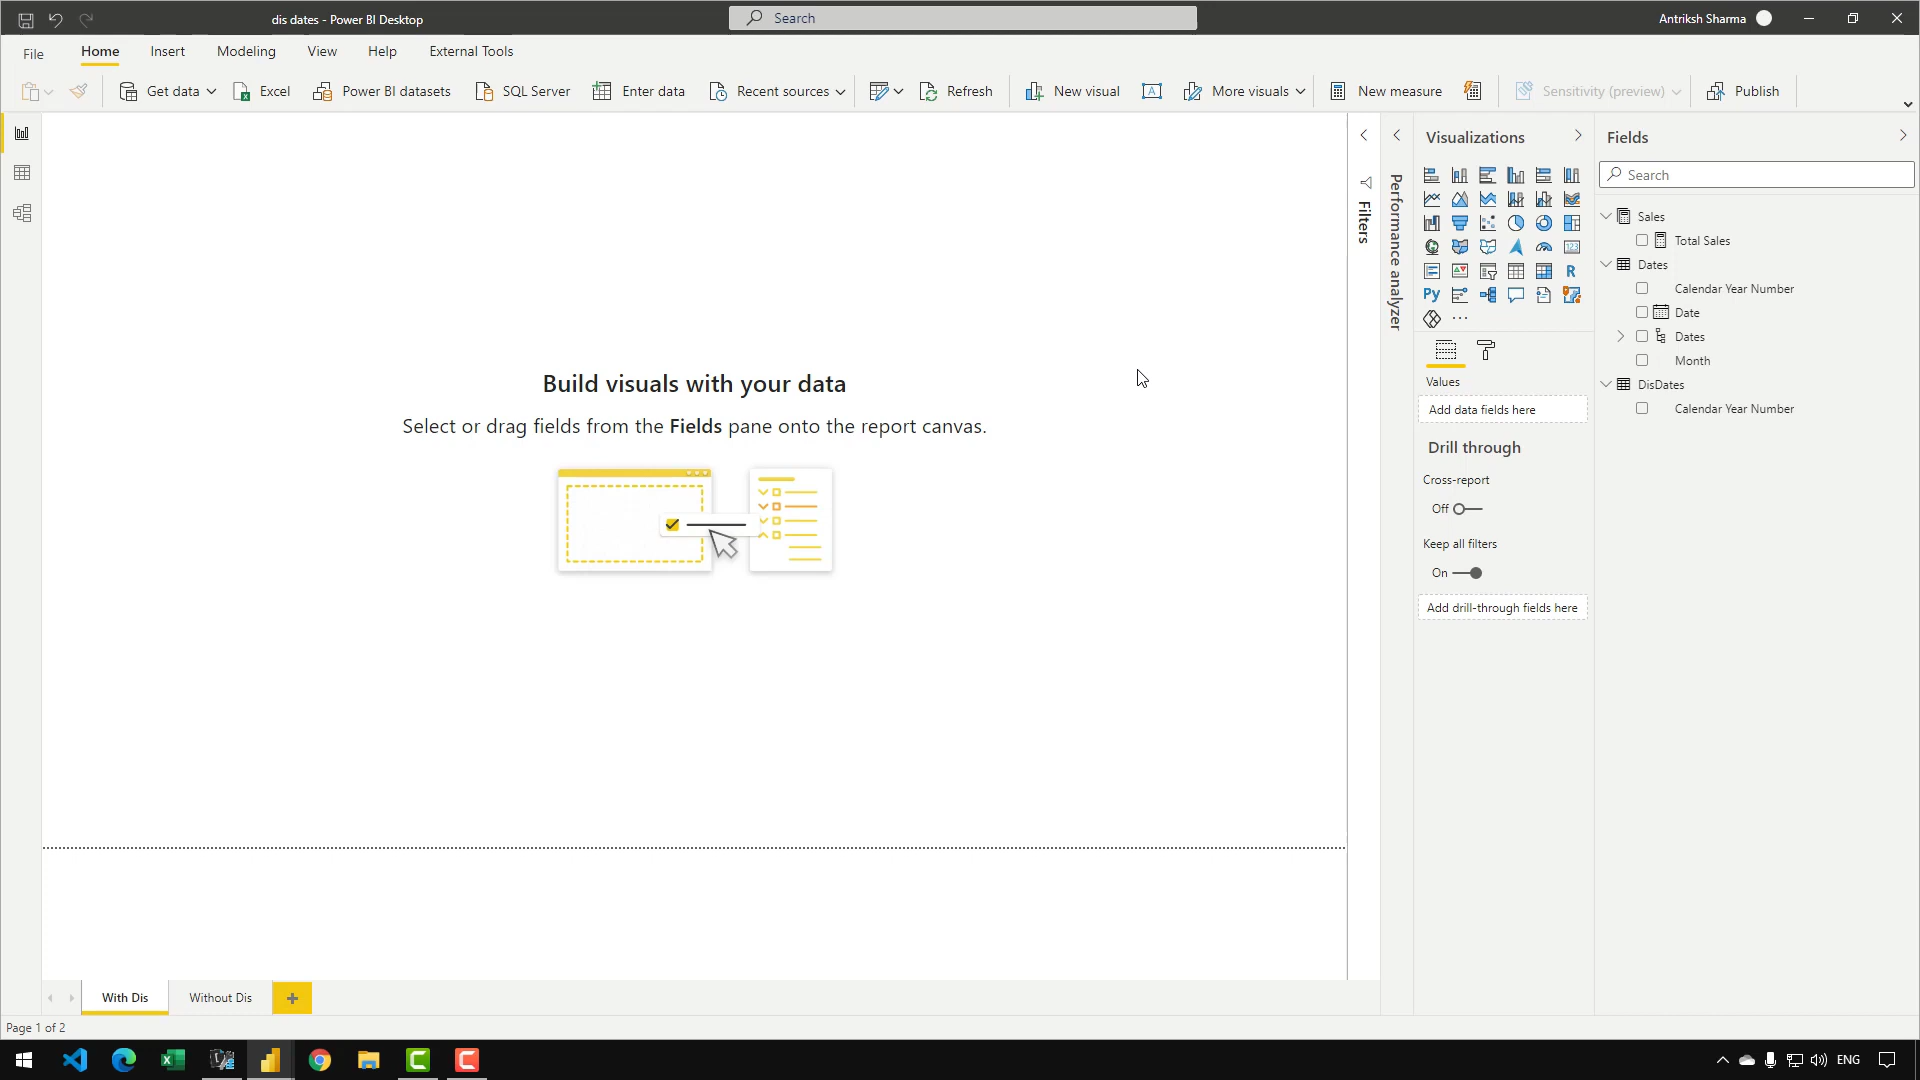 dis dates - Power BI Desktop
Search
Antriksh Sharma
File
Home
Insert
Modeling
View
Help
External Tools
Get data
Excel
Power BI datasets
SQL Server
Enter data
Recent sources
Refresh
New visual
More visuals
New measure
Sensitivity (preview)
Publish
Filters
Performance analyzer
Visualizations
R
Py
Values
Add data fields here
Drill through
Cross-report
Off
Keep all filters
On
Add drill-through fields here
Fields
Search
Sales
Total Sales
Dates
Calendar Year Number
Date
Dates
Month
DisDates
Calendar Year Number
Build visuals with your data
Select or drag fields from the Fields pane onto the report canvas.
With Dis
Without Dis
Page 1 of 2
ENG